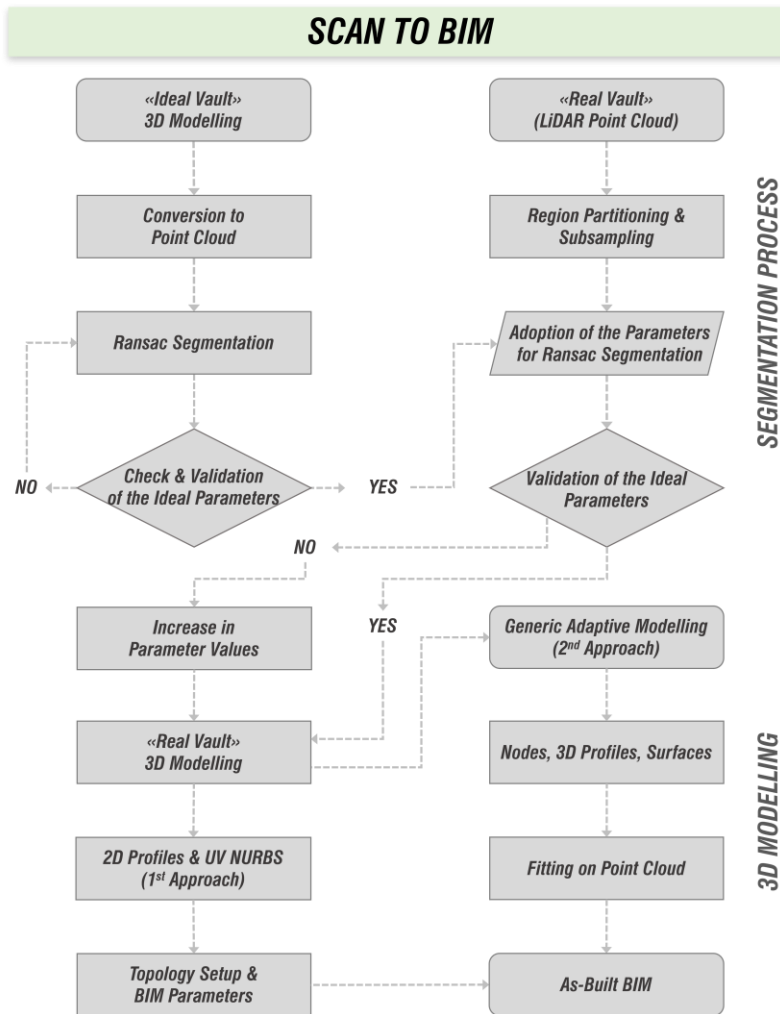 SCAN TO BIM
«Ideal Vault»
3D Modelling
«Real Vault»
(LiDAR Point Cloud)
Conversion to
Point Cloud
Region Partitioning &
Subsampling
Ransac Segmentation
Adoption of the Parameters
for Ransac Segmentation
SEGMENTATION PROCESS
Check & Validation
of the Ideal Parameters
NO
YES
Validation of the Ideal
Parameters
NO
YES
Increase in
Parameter Values
Generic Adaptive Modelling
(2nd Approach)
«Real Vault»
3D Modelling
Nodes, 3D Profiles, Surfaces
2D Profiles & UV NURBS
(1st Approach)
Fitting on Point Cloud
3D MODELLING
Topology Setup &
BIM Parameters
As-Built BIM